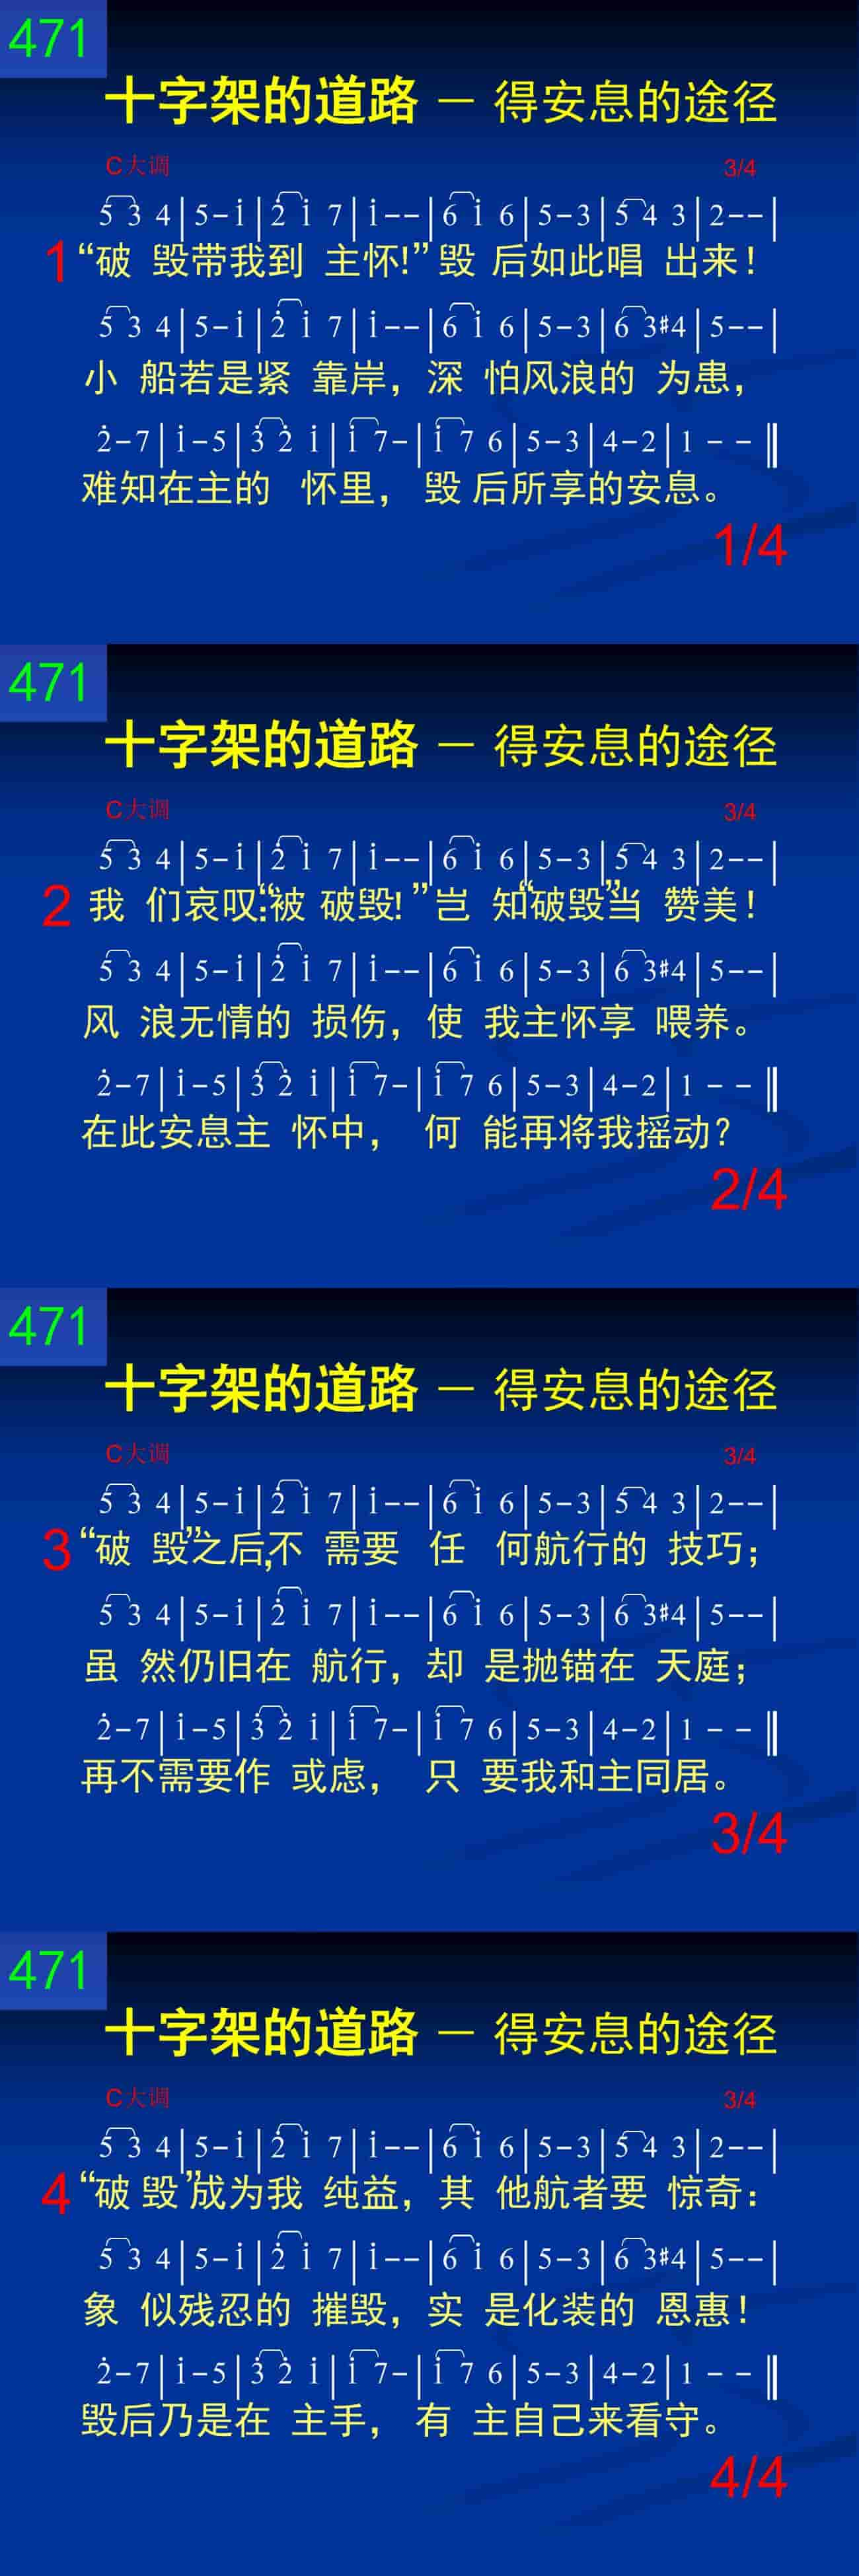 471
十字架的道路 — 得安息的途径
C大调 3/4
5 3 4|5-i|2̇ i 7|i--|6 i 6|5-3|5 4 3|2--|
1 “破 毁带我到 主怀!”毁 后如此唱 出来！
5 3 4|5-i|2̇ i 7|i--|6 i 6|5-3|6 3#4|5--|
小 船若是紧 靠岸，深 怕风浪的 为患，
2̇-7|i-5|3̇ 2̇ i|i 7-|i 7 6|5-3|4-2|1 - - ‖
难知在主的 怀里， 毁 后所享的安息。
1/4
471
十字架的道路 — 得安息的途径
C大调 3/4
5 3 4|5-i|2̇ i 7|i--|6 i 6|5-3|5 4 3|2--|
2 我 们哀叹:“被 破毁!”岂 知“破毁”当 赞美！
5 3 4|5-i|2̇ i 7|i--|6 i 6|5-3|6 3#4|5--|
风 浪无情的 损伤，使 我主怀享 喂养。
2̇-7|i-5|3̇ 2̇ i|i 7-|i 7 6|5-3|4-2|1 - - ‖
在此安息主 怀中， 何 能再将我摇动？
2/4
471
十字架的道路 — 得安息的途径
C大调 3/4
5 3 4|5-i|2̇ i 7|i--|6 i 6|5-3|5 4 3|2--|
3 “破 毁”之后,不 需要 任 何航行的 技巧；
5 3 4|5-i|2̇ i 7|i--|6 i 6|5-3|6 3#4|5--|
虽 然仍旧在 航行，却 是抛锚在 天庭；
2̇-7|i-5|3̇ 2̇ i|i 7-|i 7 6|5-3|4-2|1 - - ‖
再不需要作 或虑， 只 要我和主同居。
3/4
471
十字架的道路 — 得安息的途径
C大调 3/4
5 3 4|5-i|2̇ i 7|i--|6 i 6|5-3|5 4 3|2--|
4 “破 毁”成为我 纯益，其 他航者要 惊奇：
5 3 4|5-i|2̇ i 7|i--|6 i 6|5-3|6 3#4|5--|
象 似残忍的 摧毁，实 是化装的 恩惠！
2̇-7|i-5|3̇ 2̇ i|i 7-|i 7 6|5-3|4-2|1 - - ‖
毁后乃是在 主手， 有 主自己来看守。
4/4